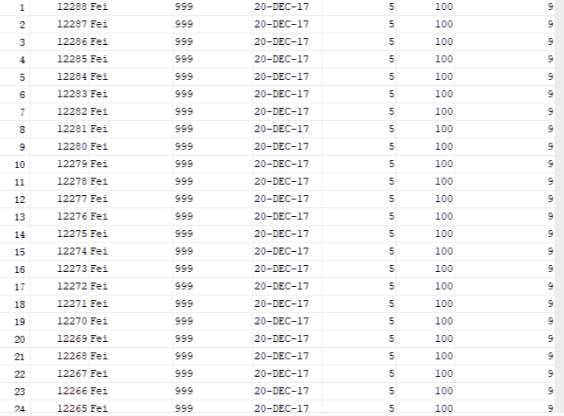 1 12288 Fei 999 20-DEC-17 5 100 9
2 12287 Fei 999 20-DEC-17 5 100 9
3 12286 Fei 999 20-DEC-17 5 100 9
4 12285 Fei 999 20-DEC-17 5 100 9
5 12284 Fei 999 20-DEC-17 5 100 9
6 12283 Fei 999 20-DEC-17 5 100 9
7 12282 Fei 999 20-DEC-17 5 100 9
8 12281 Fei 999 20-DEC-17 5 100 9
9 12280 Fei 999 20-DEC-17 5 100 9
10 12279 Fei 999 20-DEC-17 5 100 9
11 12278 Fei 999 20-DEC-17 5 100 9
12 12277 Fei 999 20-DEC-17 5 100 9
13 12276 Fei 999 20-DEC-17 5 100 9
14 12275 Fei 999 20-DEC-17 5 100 9
15 12274 Fei 999 20-DEC-17 5 100 9
16 12273 Fei 999 20-DEC-17 5 100 9
17 12272 Fei 999 20-DEC-17 5 100 9
18 12271 Fei 999 20-DEC-17 5 100 9
19 12270 Fei 999 20-DEC-17 5 100 9
20 12269 Fei 999 20-DEC-17 5 100 9
21 12268 Fei 999 20-DEC-17 5 100 9
22 12267 Fei 999 20-DEC-17 5 100 9
23 12266 Fei 999 20-DEC-17 5 100 9
24 12265 Fei 999 20-DEC-17 5 100 9